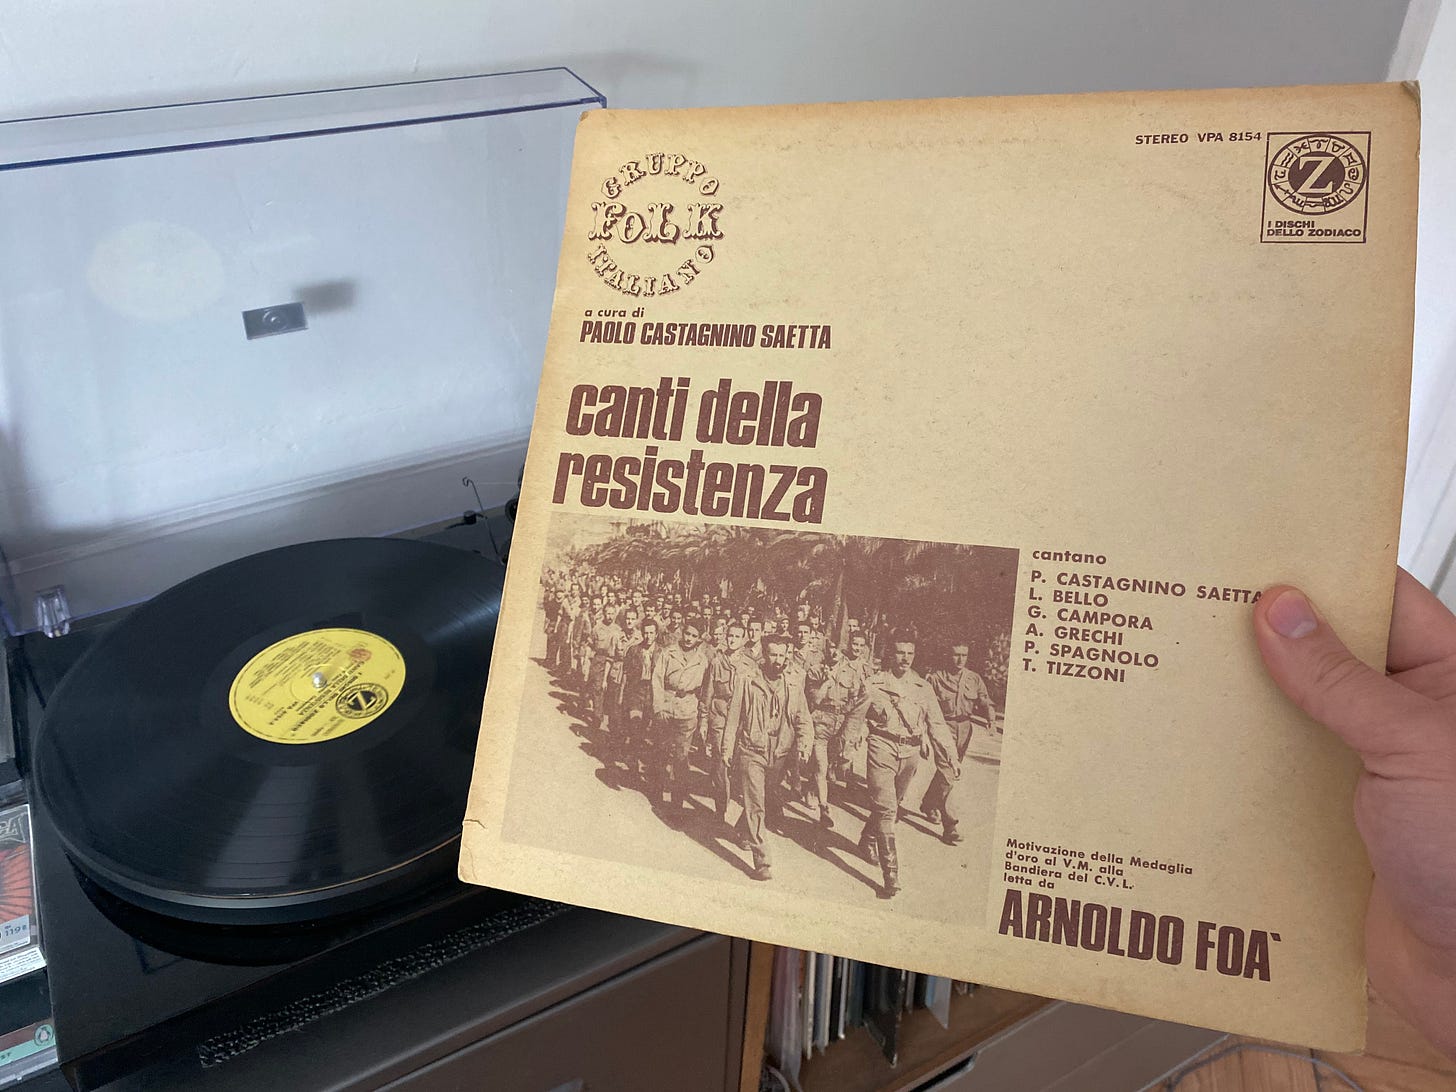 GRUPPO
FOLK
ITALIANO
a cura di
PAOLO CASTAGNINO SAETTA
canti della
resistenza
STEREO VPA 8154
Z
I DISCHI
DELLO ZODIACO
cantano
P. CASTAGNINO SAETTA
L. BELLO
G. CAMPORA
A. GRECHI
P. SPAGNOLO
T. TIZZONI
Motivazione della Medaglia
d'oro al V.M. alla
Bandiera del C.V.L.
letta da
ARNOLDO FOA`
Z